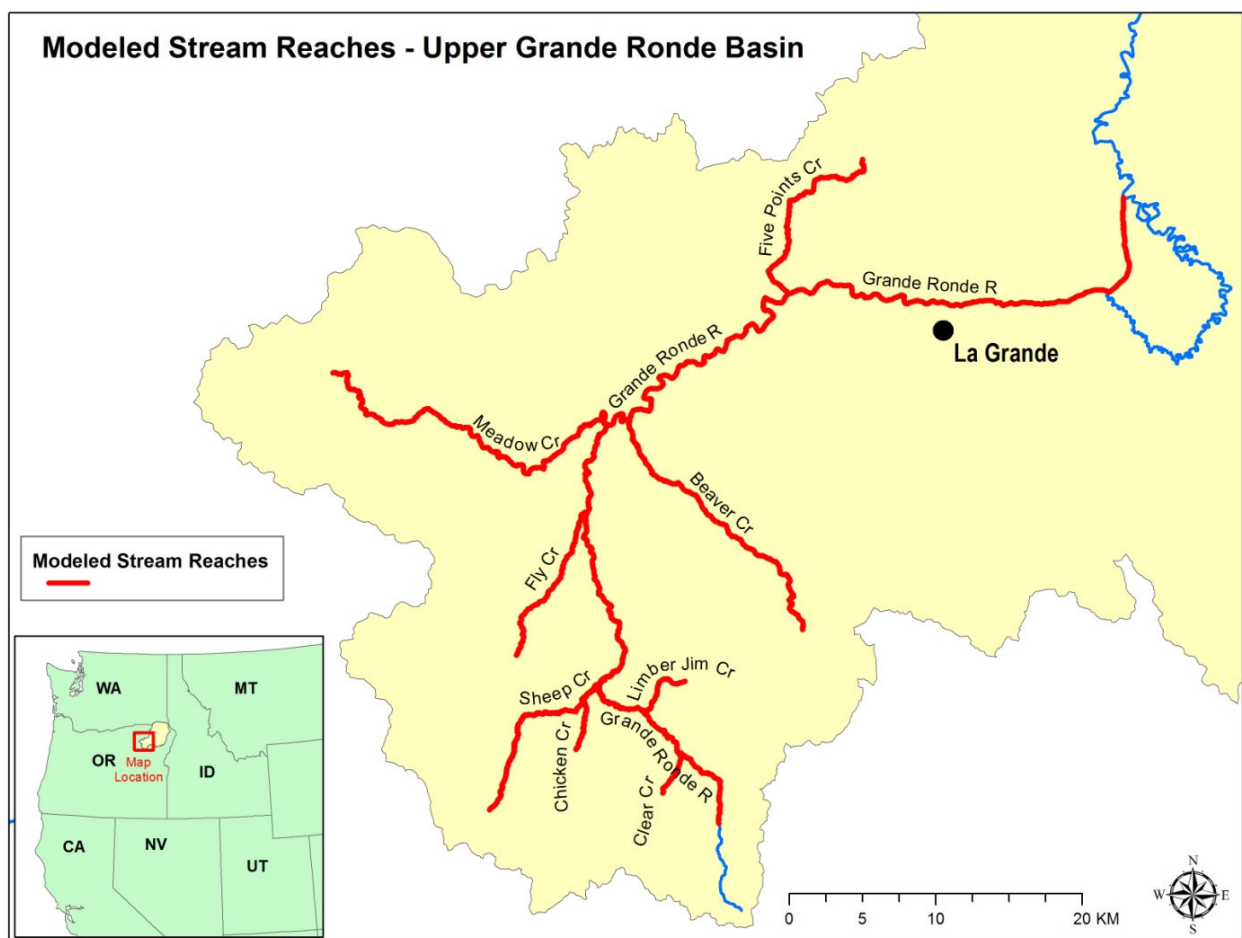 Modeled Stream Reaches - Upper Grande Ronde Basin
Five Points Cr
Grande Ronde R
La Grande
Grande Ronde R
Meadow Cr
Beaver Cr
Fly Cr
Modeled Stream Reaches
Limber Jim Cr
Sheep Cr
Grande Ronde R
Chicken Cr
Clear Cr
WA
MT
OR
Map
Location
ID
CA
NV
UT
N
W
E
S
0 5 10 20 KM